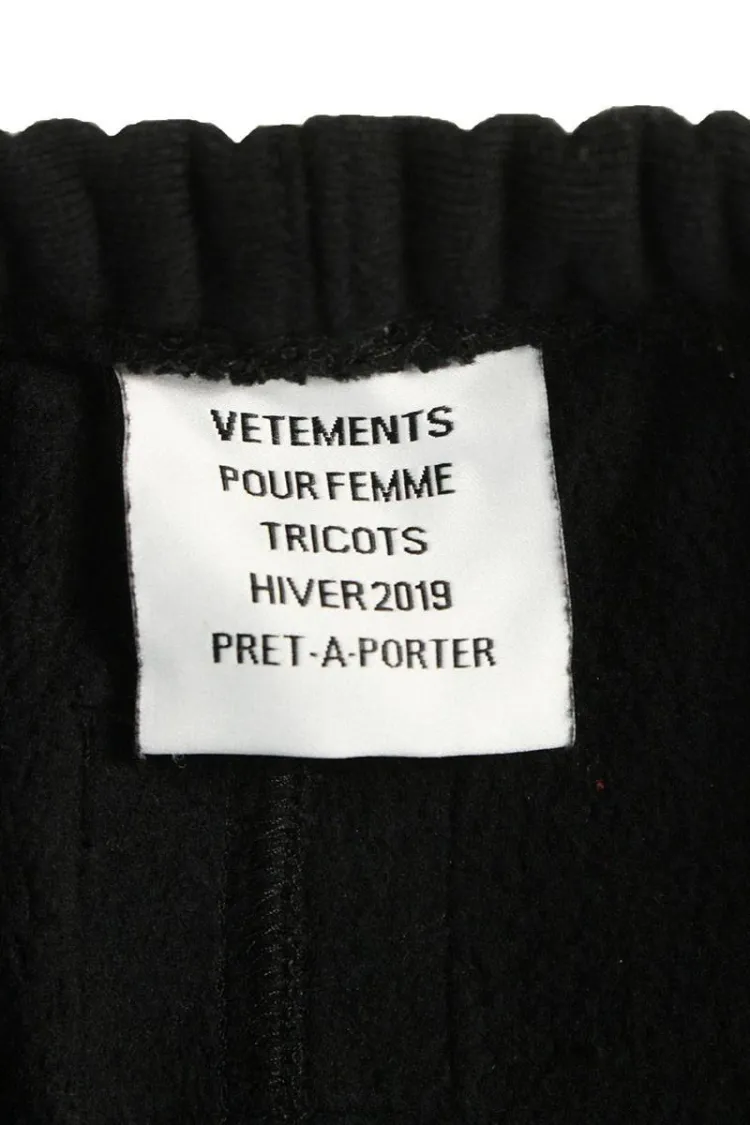 VETEMENTS
POUR FEMME
TRICOTS
HIVER 2019
PRET-A-PORTER